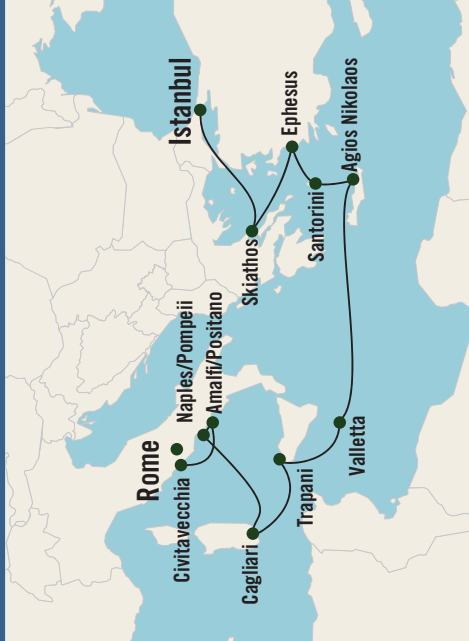 Istanbul
Ephesus
Agios Nikolaos
Santorini
Skiathos
Naples/Pompeii
Amalfi/Positano
Rome
Civitavecchia
Valletta
Trapani
Cagliari